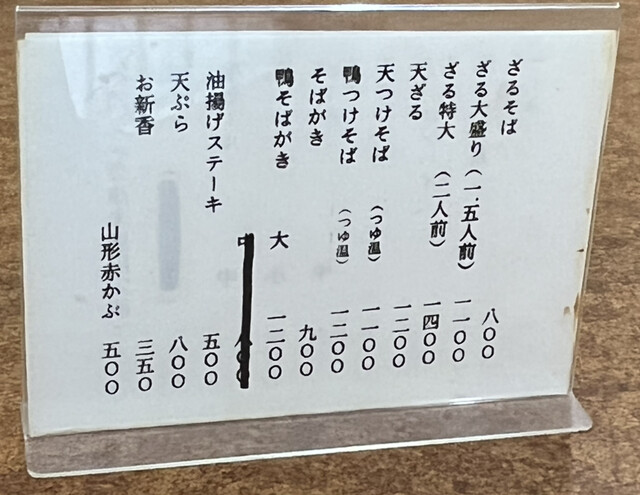 ざるそば 八〇〇
ざる大盛り(一.五人前) 一一〇〇
ざる特大(二人前) 一四〇〇
天ざる 一二〇〇
天つけそば(つゆ温) 一一〇〇
鴨つけそば(つゆ温) 一二〇〇
そばがき 九〇〇
鴨そばがき 大 一二〇〇
油揚げステーキ 五〇〇
天ぷら 八〇〇
お新香 三五〇
山形赤かぶ 五〇〇